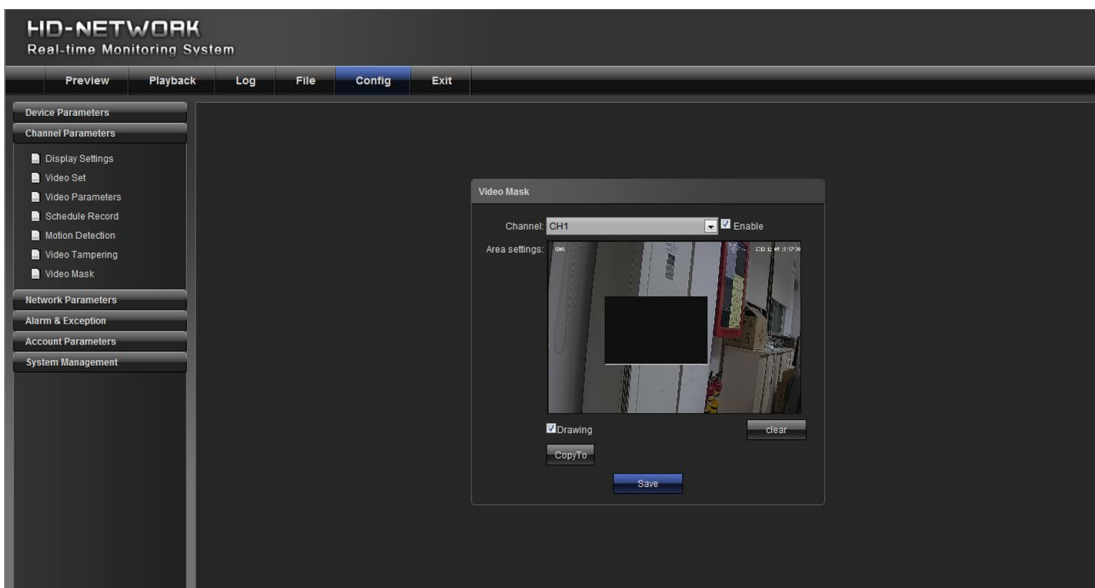 HD-NETWORK
Real-time Monitoring System
Preview Playback Log File Config Exit
Device Parameters
Channel Parameters
Display Settings
Video Set
Video Parameters
Schedule Record
Motion Detection
Video Tampering
Video Mask
Network Parameters
Alarm & Exception
Account Parameters
System Management
Video Mask
Channel: CH1 Enable
Area settings:
Drawing clear
CopyTo
Save